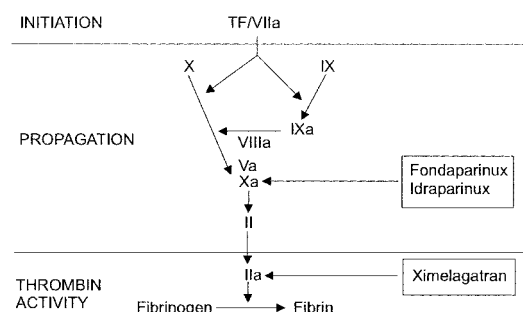 INITIATION
TF/VIIa
X
IX
IXa
VIIIa
PROPAGATION
Va
Xa
Fondaparinux
Idraparinux
II
IIa
Ximelagatran
THROMBIN
ACTIVITY
Fibrinogen
Fibrin